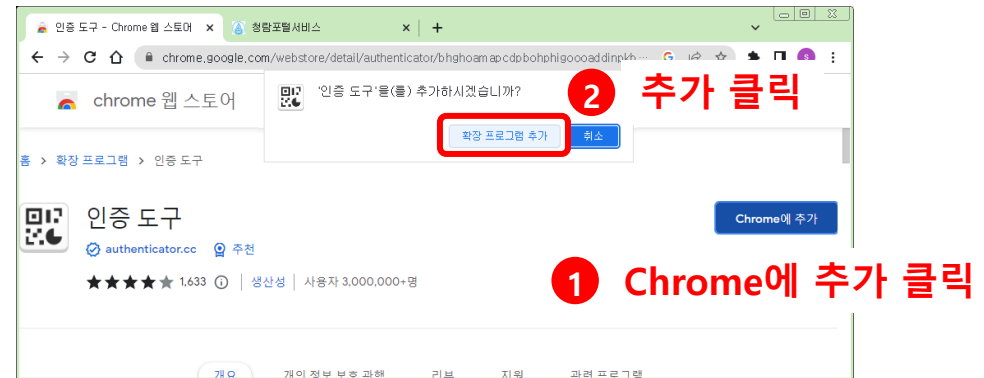 인증 도구 - Chrome 웹 스토어
청람포털서비스
chrome.google.com/webstore/detail/authenticator/bhghoamapcdpbohphigoooaddinpkb...
chrome 웹 스토어
'인증 도구'을(를) 추가하시겠습니까?
확장 프로그램 추가
취소
2 추가 클릭
홈 > 확장 프로그램 > 인증 도구
인증 도구
Chrome에 추가
authenticator.cc 추천
1,633 생산성 사용자 3,000,000+명
1 Chrome에 추가 클릭
개요 개인 정보 보호 관행 리뷰 지원 관련 프로그램